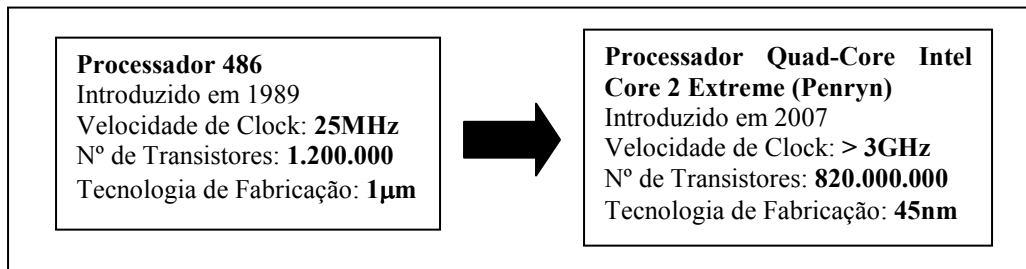 Processador 486
Introduzido em 1989
Velocidade de Clock: 25MHz
Nº de Transistores: 1.200.000
Tecnologia de Fabricação: 1μm
Processador Quad-Core Intel
Core 2 Extreme (Penryn)
Introduzido em 2007
Velocidade de Clock: > 3GHz
Nº de Transistores: 820.000.000
Tecnologia de Fabricação: 45nm